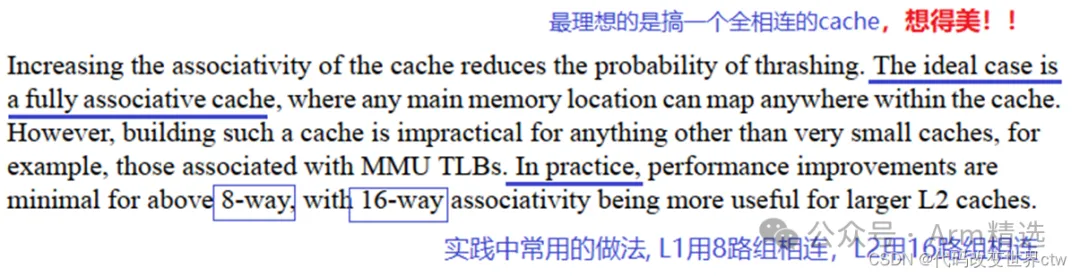 最理想的是搞一个全相连的cache，想得美！！
Increasing the associativity of the cache reduces the probability of thrashing. The ideal case is
a fully associative cache, where any main memory location can map anywhere within the cache.
However, building such a cache is impractical for anything other than very small caches, for
example, those associated with MMU TLBs. In practice, performance improvements are
minimal for above 8-way, with 16-way associativity being more useful for larger L2 caches.
公众号 · Arm精选
实践中常用的做法, L1用8路组相连，L2用16路组相连
CSDN @代码改变世界ctw